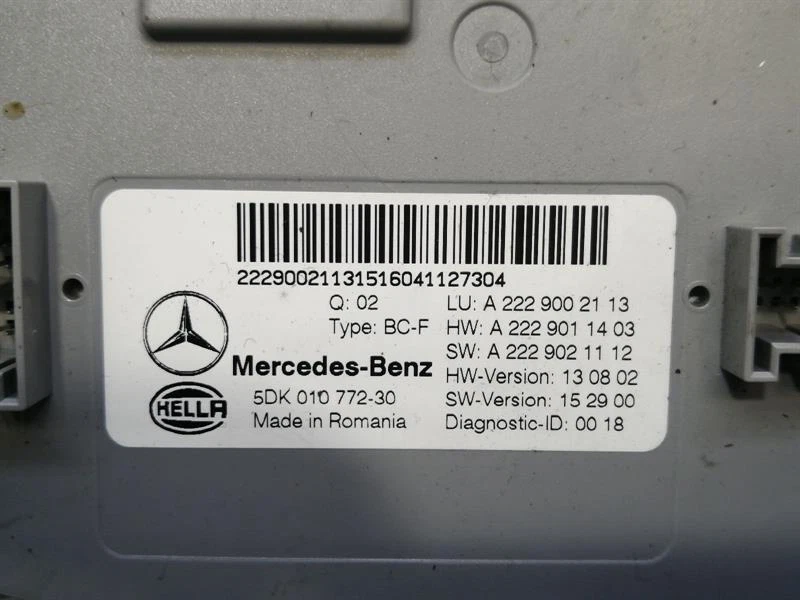 22290021131516041127304
Q: 02
LU: A 222 900 21 13
Type: BC-F
HW: A 222 901 14 03
SW: A 222 902 11 12
Mercedes-Benz
HW-Version: 13 08 02
HELLA
5DK 010 772-30
SW-Version: 15 29 00
Made in Romania
Diagnostic-ID: 00 18